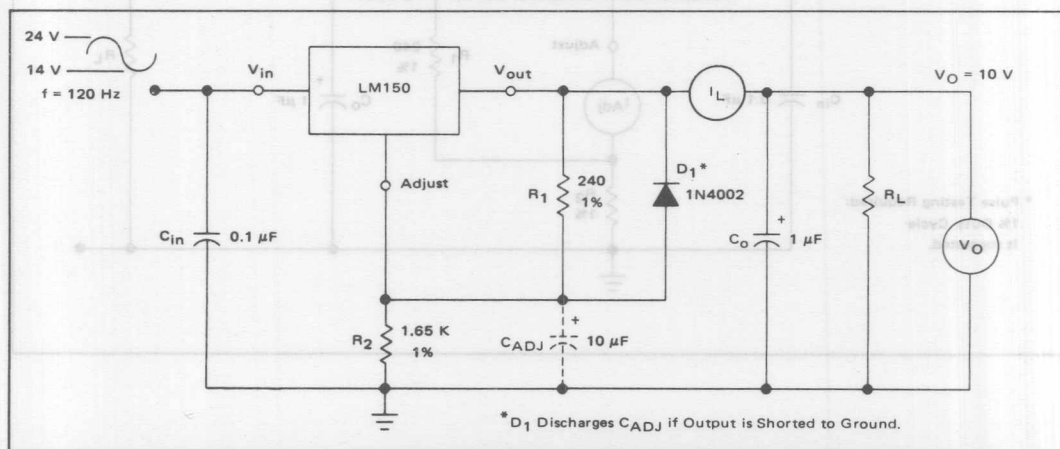 24 V
14 V
f = 120 Hz
Vin
LM150
Vout
IL
VO = 10 V
Adjust
R1
240
1%
D1*
1N4002
Cin
0.1 µF
Co
+
1 µF
RL
VO
R2
1.65 K
1%
CADJ
+
10 µF
*D1 Discharges CADJ if Output is Shorted to Ground.